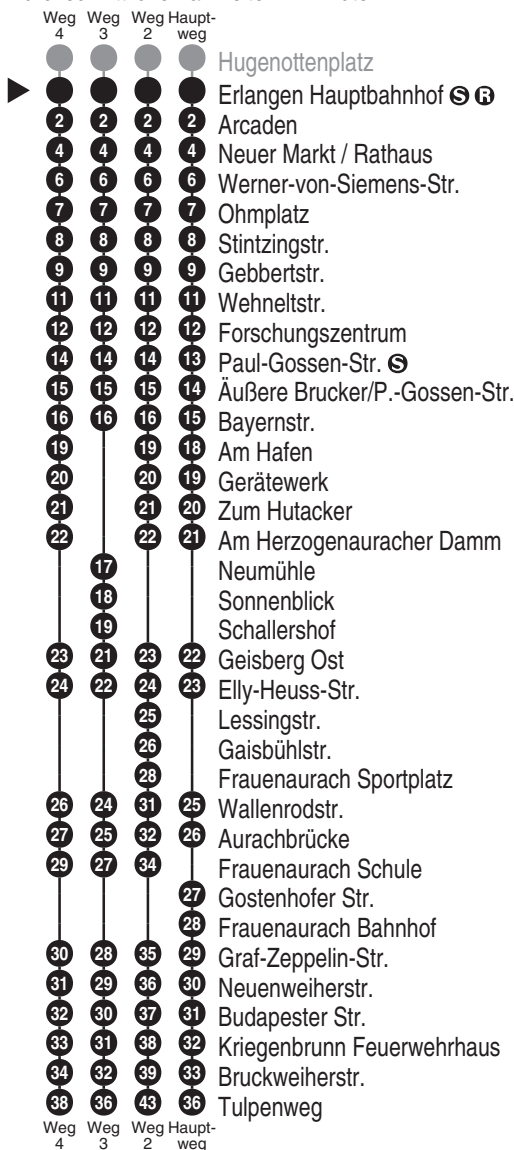 Weg Weg Weg Haupt-
4 3 2 weg
Hugenottenplatz
Erlangen Hauptbahnhof S R
2 2 2 2 Arcaden
4 4 4 4 Neuer Markt / Rathaus
6 6 6 6 Werner-von-Siemens-Str.
7 7 7 7 Ohmplatz
8 8 8 8 Stintzingstr.
9 9 9 9 Gebbertstr.
11 11 11 11 Wehneltstr.
12 12 12 12 Forschungszentrum
14 14 14 13 Paul-Gossen-Str. S
15 15 15 14 Äußere Brucker/P.-Gossen-Str.
16 16 16 15 Bayernstr.
19 19 18 Am Hafen
20 20 19 Gerätewerk
21 21 20 Zum Hutacker
22 22 21 Am Herzogenauracher Damm
17 Neumühle
18 Sonnenblick
19 Schallershof
23 21 23 22 Geisberg Ost
24 22 24 23 Elly-Heuss-Str.
25 Lessingstr.
26 Gaisbühlstr.
28 Frauenaurach Sportplatz
26 24 31 25 Wallenrodstr.
27 25 32 26 Aurachbrücke
29 27 34 Frauenaurach Schule
27 Gostenhofer Str.
28 Frauenaurach Bahnhof
30 28 35 29 Graf-Zeppelin-Str.
31 29 36 30 Neuenweiherstr.
32 30 37 31 Budapester Str.
33 31 38 32 Kriegenbrunn Feuerwehrhaus
34 32 39 33 Bruckweiherstr.
38 36 43 36 Tulpenweg
Weg Weg Weg Haupt-
4 3 2 weg